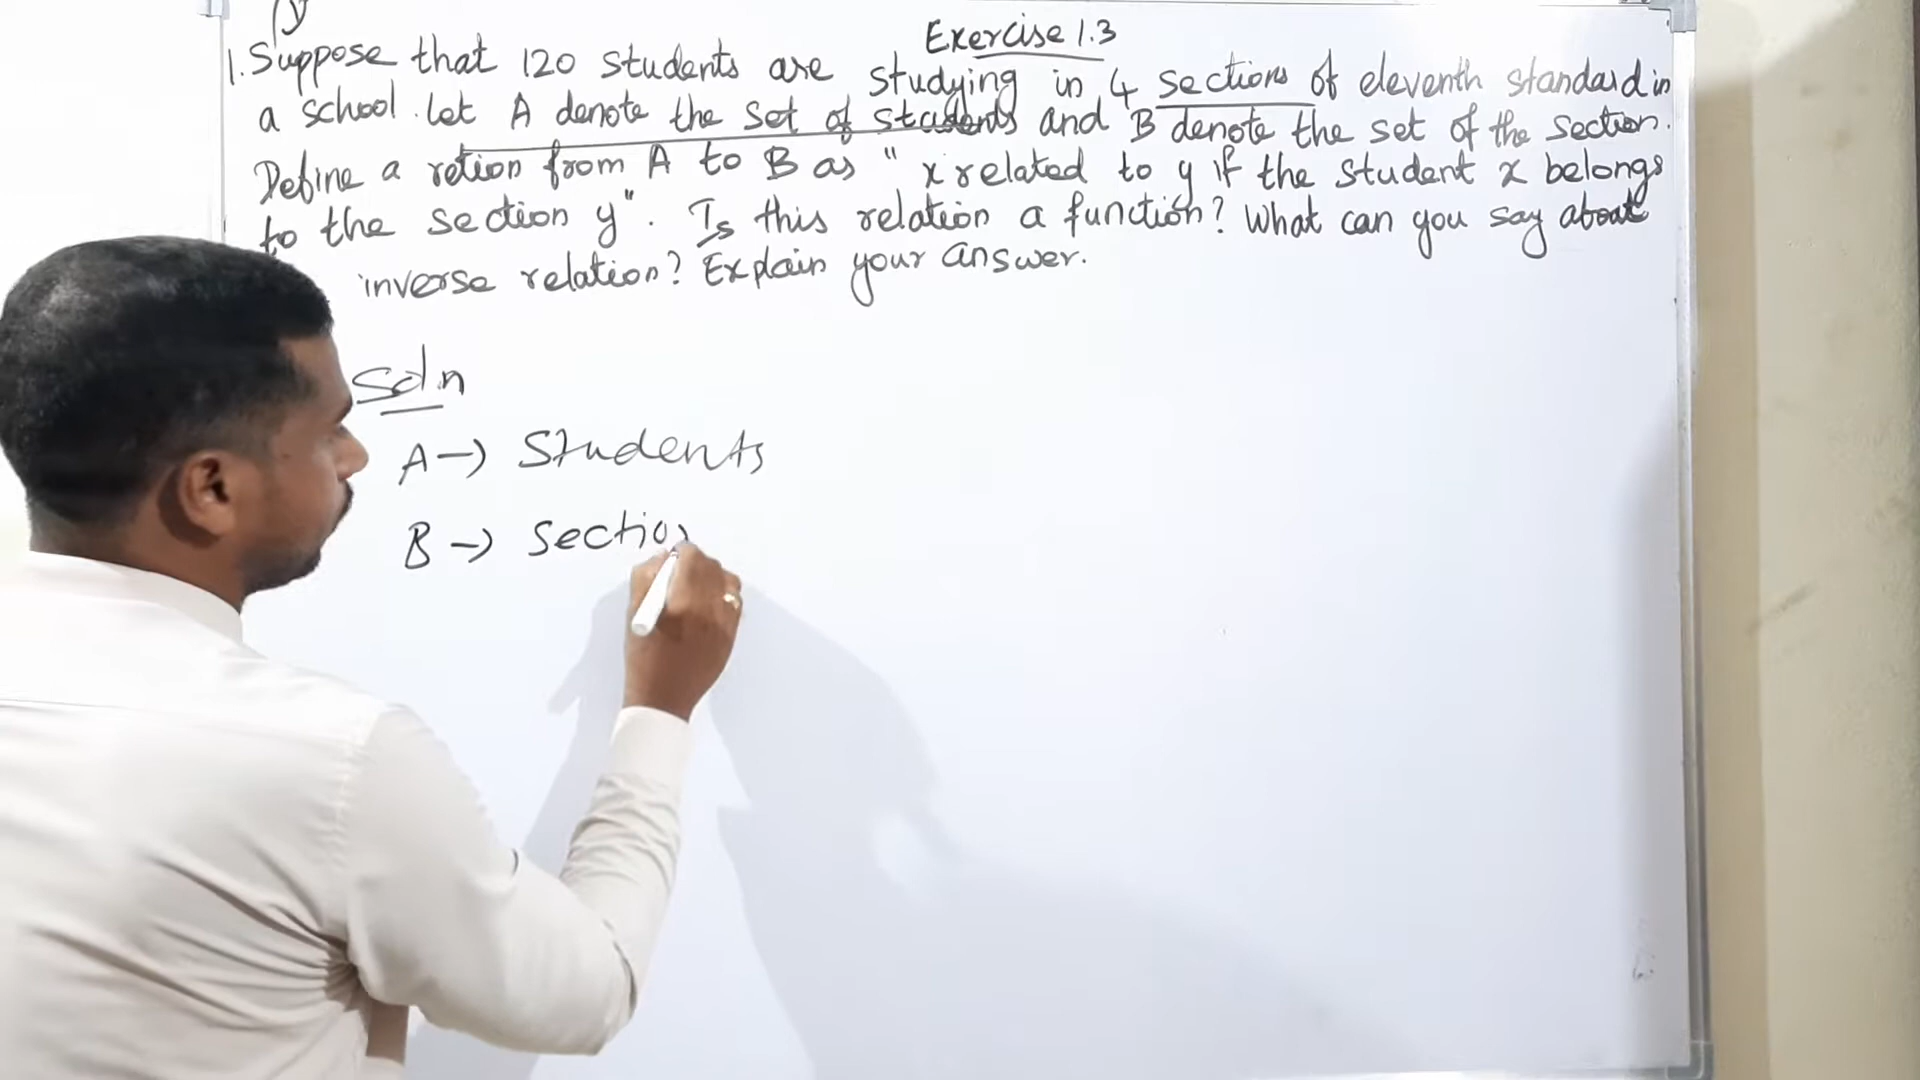 Exercise 1.3
1. Suppose that 120 students are studying in 4 sections of eleventh standard in
a school. Let A denote the set of students and B denote the set of the section.
Define a retion from A to B as "x related to y if the student x belongs
to the section y". Is this relation a function? What can you say about
inverse relation? Explain your answer.
Soln
A → Students
B → Section